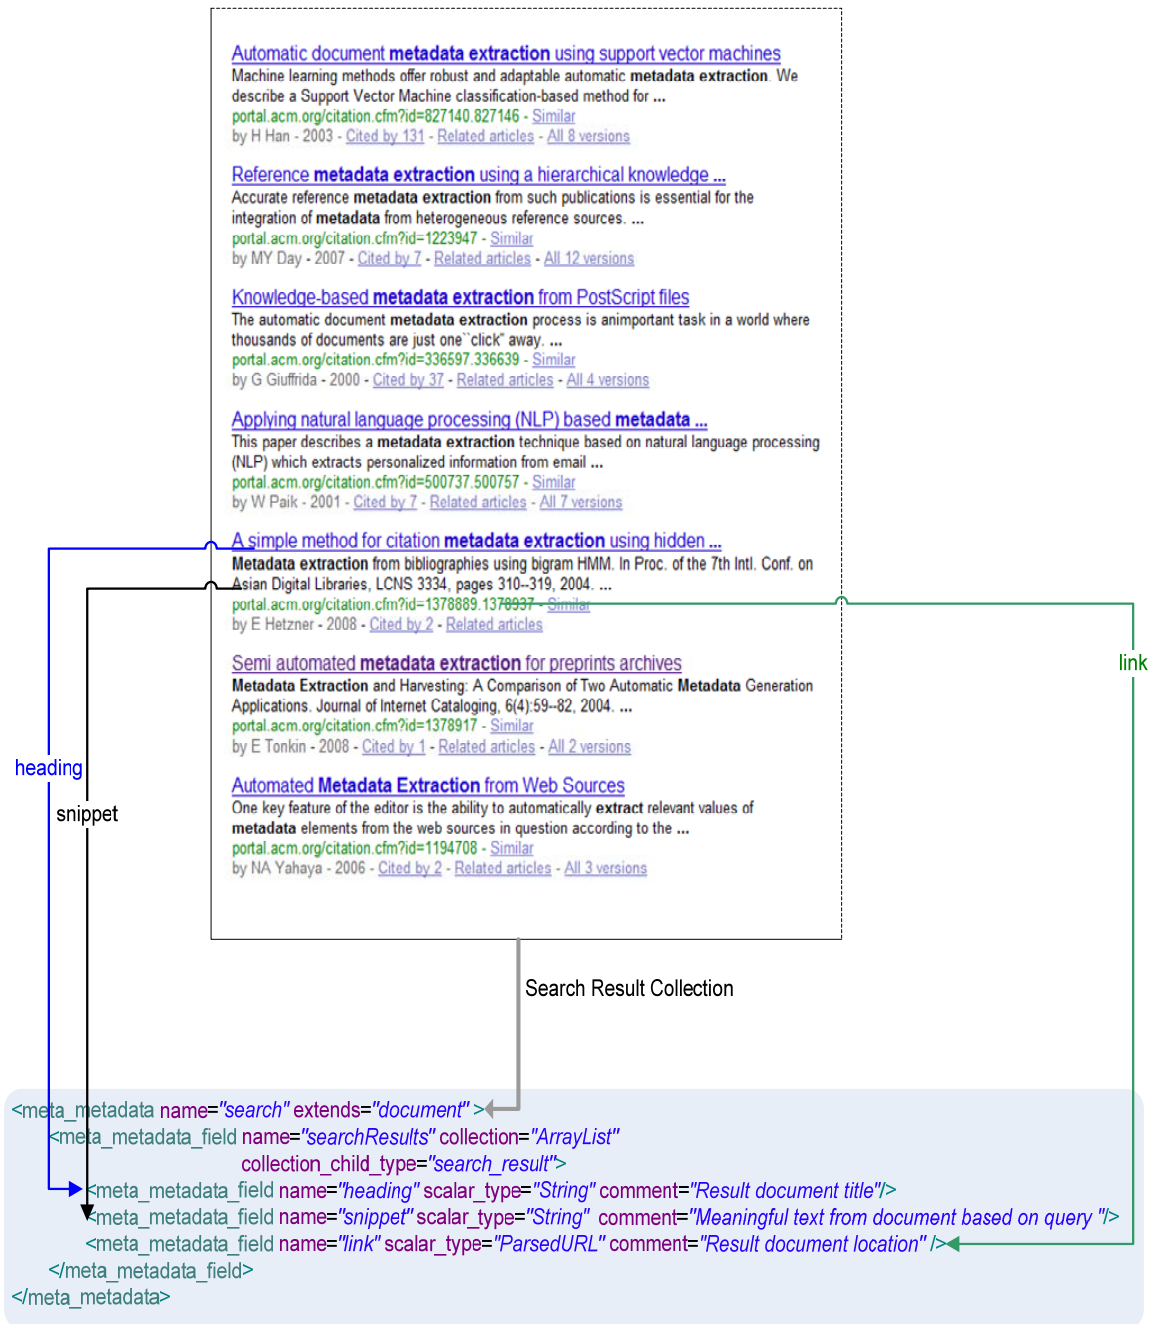 Automatic document metadata extraction using support vector machines
Machine learning methods offer robust and adaptable automatic metadata extraction. We
describe a Support Vector Machine classification-based method for ...
portal.acm.org/citation.cfm?id=827140.827146 - Similar
by H Han - 2003 - Cited by 131 - Related articles - All 8 versions
Reference metadata extraction using a hierarchical knowledge ...
Accurate reference metadata extraction from such publications is essential for the
integration of metadata from heterogeneous reference sources. ...
portal.acm.org/citation.cfm?id=1223947 - Similar
by MY Day - 2007 - Cited by 7 - Related articles - All 12 versions
Knowledge-based metadata extraction from PostScript files
The automatic document metadata extraction process is animportant task in a world where
thousands of documents are just one``click" away. ...
portal.acm.org/citation.cfm?id=336597.336639 - Similar
by G Giuffrida - 2000 - Cited by 37 - Related articles - All 4 versions
Applying natural language processing (NLP) based metadata ...
This paper describes a metadata extraction technique based on natural language processing
(NLP) which extracts personalized information from email ...
portal.acm.org/citation.cfm?id=500737.500757 - Similar
by W Paik - 2001 - Cited by 7 - Related articles - All 7 versions
A simple method for citation metadata extraction using hidden ...
Metadata extraction from bibliographies using bigram HMM. In Proc. of the 7th Intl. Conf. on
Asian Digital Libraries, LCNS 3334, pages 310--319, 2004. ...
portal.acm.org/citation.cfm?id=1378889.1378937 - Similar
by E Hetzner - 2008 - Cited by 2 - Related articles
Semi automated metadata extraction for preprints archives
Metadata Extraction and Harvesting: A Comparison of Two Automatic Metadata Generation
Applications. Journal of Internet Cataloging, 6(4):59--82, 2004. ...
portal.acm.org/citation.cfm?id=1378917 - Similar
by E Tonkin - 2008 - Cited by 1 - Related articles - All 2 versions
Automated Metadata Extraction from Web Sources
One key feature of the editor is the ability to automatically extract relevant values of
metadata elements from the web sources in question according to the ...
portal.acm.org/citation.cfm?id=1194708 - Similar
by NA Yahaya - 2006 - Cited by 2 - Related articles - All 3 versions
link
heading
snippet
Search Result Collection
<meta_metadata name="search" extends="document" >
<meta_metadata_field name="searchResults" collection="ArrayList"
collection_child_type="search_result">
<meta_metadata_field name="heading" scalar_type="String" comment="Result document title"/>
<meta_metadata_field name="snippet" scalar_type="String" comment="Meaningful text from document based on query "/>
<meta_metadata_field name="link" scalar_type="ParsedURL" comment="Result document location" />
</meta_metadata_field>
</meta_metadata>